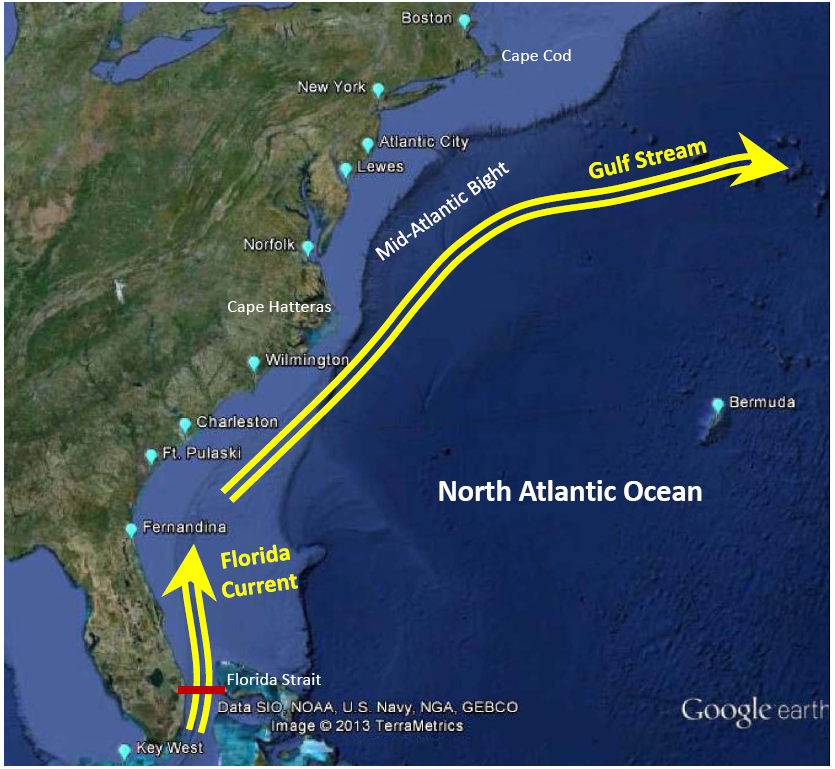 Boston
Cape Cod
New York
Atlantic City
Gulf Stream
Lewes
Mid-Atlantic Bight
Norfolk
Cape Hatteras
Wilmington
Bermuda
Charleston
Ft. Pulaski
North Atlantic Ocean
Fernandina
Florida
Current
Florida Strait
Data SIO, NOAA, U.S. Navy, NGA, GEBCO
Image © 2013 TerraMetrics
Google earth
Key West